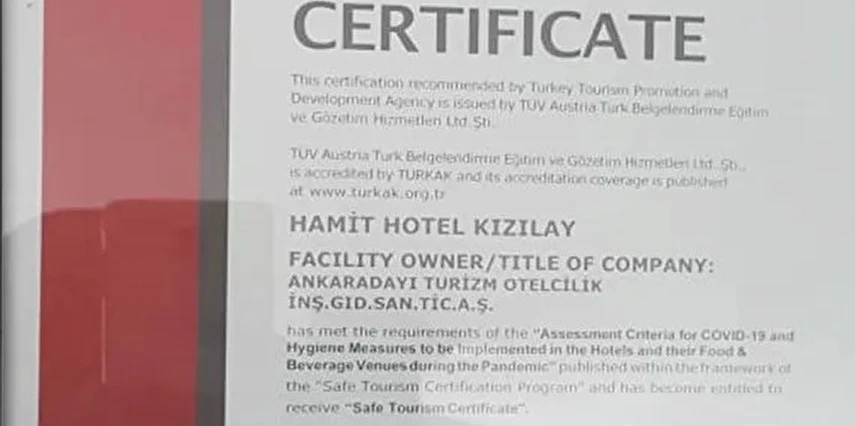 CERTIFICATE
This certification recommended by Turkey Tourism Promotion and
Development Agency is issued by TÜV Austria Turk Belgelendirme Eğitim
ve Gözetim Hizmetleri Ltd.Şti.
TÜV Austria Turk Belgelendirme Eğitim ve Gözetim Hizmetleri Ltd. Şti.,
is accredited by TÜRKAK and its accreditation coverage is published
at www.turkak.org.tr
HAMİT HOTEL KIZILAY
FACILITY OWNER/TITLE OF COMPANY:
ANKARADAYI TURİZM OTELCİLİK
İNŞ.GID.SAN.TİC.A.Ş.
has met the requirements of the "Assessment Criteria for COVID-19 and
Hygiene Measures to be Implemented in the Hotels and their Food &
Beverage Venues during the Pandemic" published within the framework of
the "Safe Tourism Certification Program" and has become entitled to
receive "Safe Tourism Certificate".